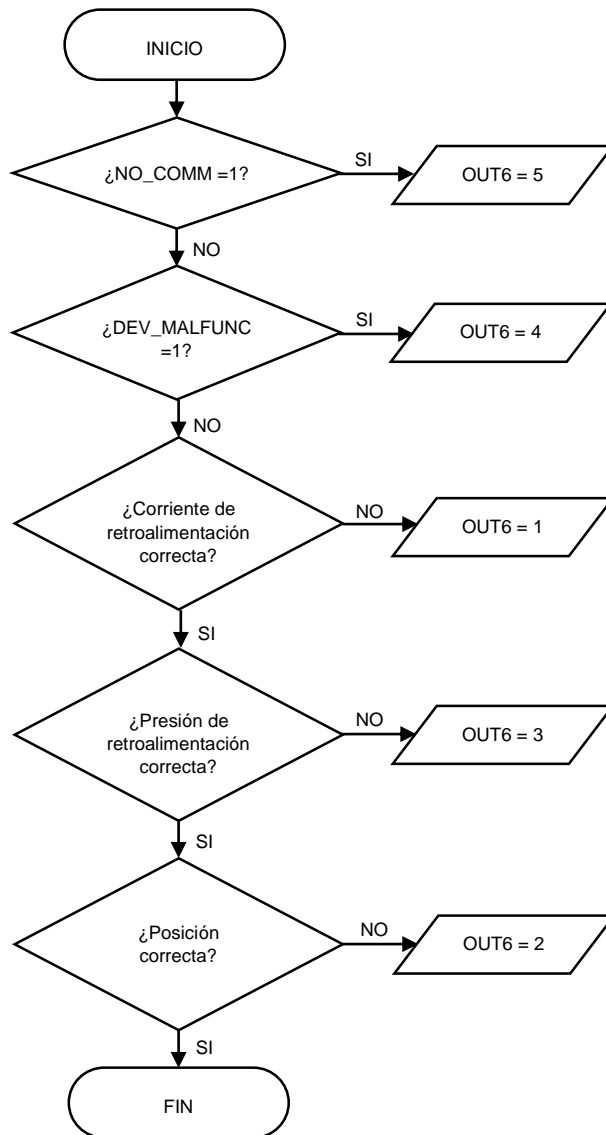 INICIO
¿NO_COMM =1?
SI
OUT6 = 5
NO
¿DEV_MALFUNC
=1?
SI
OUT6 = 4
NO
¿Corriente de
retroalimentación
correcta?
NO
OUT6 = 1
SI
¿Presión de
retroalimentación
correcta?
NO
OUT6 = 3
SI
¿Posición
correcta?
NO
OUT6 = 2
SI
FIN